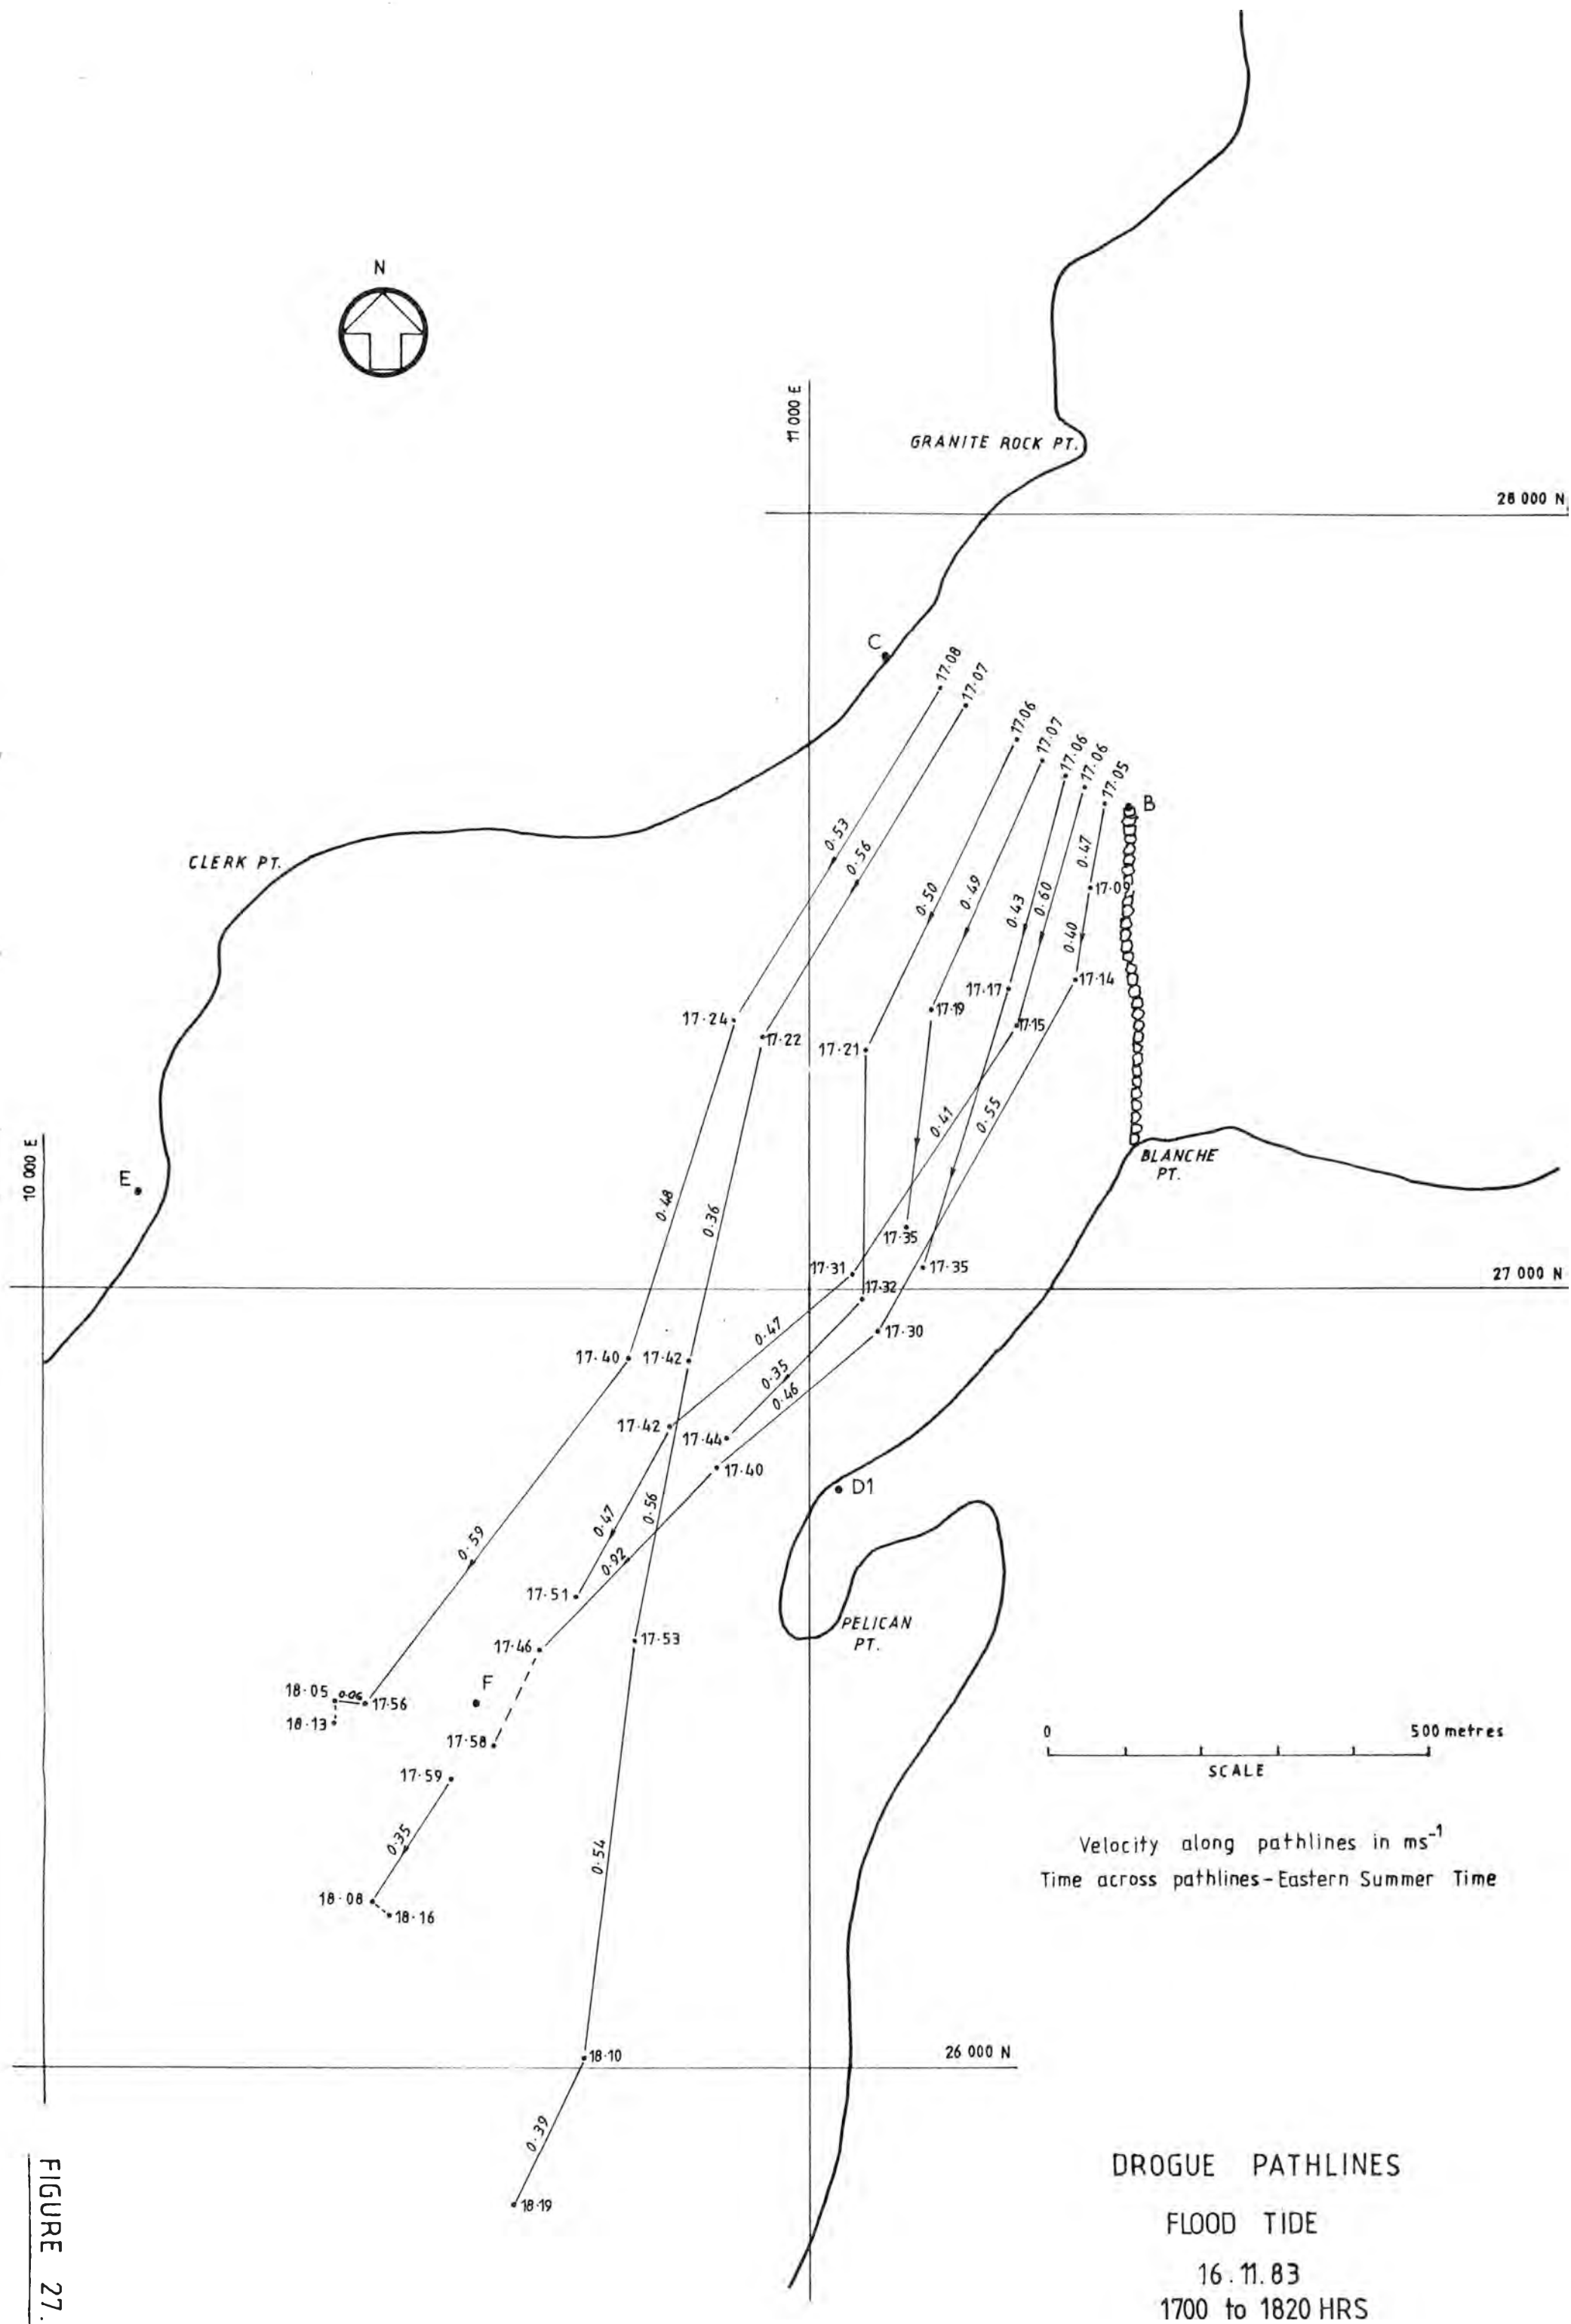 N
11 000 E
GRANITE ROCK PT.
28 000 N
C
17·08
17·07
17·06
17·07
17·06
17·06
17·05
B
0·53
0·56
CLERK PT.
0·47
17·09
0·50
0·49
0·43
0·60
0·40
17·14
17·17
17·19
17·15
17·24
17·22
17·21
0·41
0·55
BLANCHE
PT.
10 000 E
E
0·48
0·36
17·35
17·31
17·35
27 000 N
17·32
0·47
17·30
17·40
17·42
0·35
0·46
17·42
17·44
17·40
D1
0·59
0·47
0·56
0·92
17·51
PELICAN
PT.
17·46
17·53
F
18·05
0·06
17·56
18·13
17·58
17·59
0 500 metres
SCALE
0·35
0·54
Velocity along pathlines in ms⁻¹
Time across pathlines – Eastern Summer Time
18·08
18·16
18·10
26 000 N
0·39
18·19
DROGUE PATHLINES
FLOOD TIDE
16.11.83
1700 to 1820 HRS
FIGURE 27.